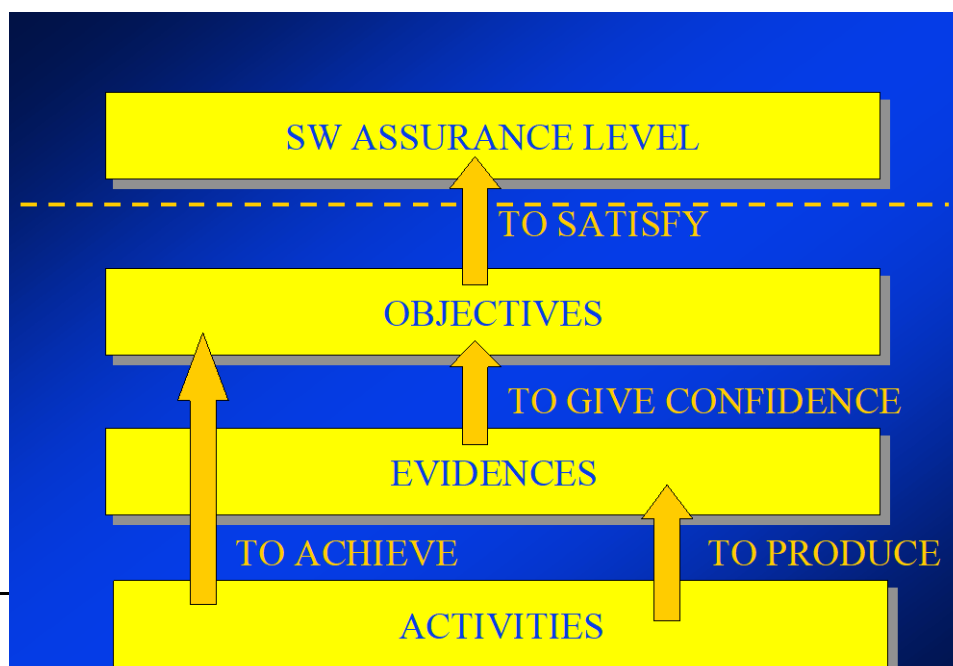 SW ASSURANCE LEVEL
TO SATISFY
OBJECTIVES
TO GIVE CONFIDENCE
EVIDENCES
TO ACHIEVE
TO PRODUCE
ACTIVITIES